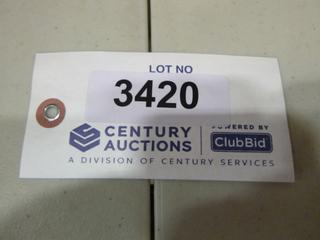 LOT NO
3420
CENTURY AUCTIONS
POWERED BY
ClubBid
A DIVISION OF CENTURY SERVICES